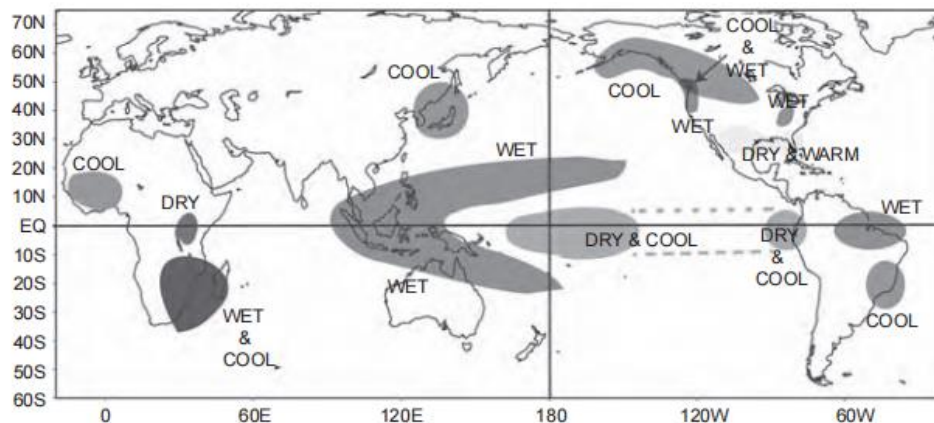 75N
60N
50N
40N
30N
20N
10N
EQ
10S
20S
30S
40S
50S
60S
COOL
&
WET
COOL
COOL
WET
WET
WET
DRY & WARM
COOL
DRY
WET
DRY & COOL
DRY
&
COOL
WET
WET
&
COOL
COOL
0
60E
120E
180
120W
60W